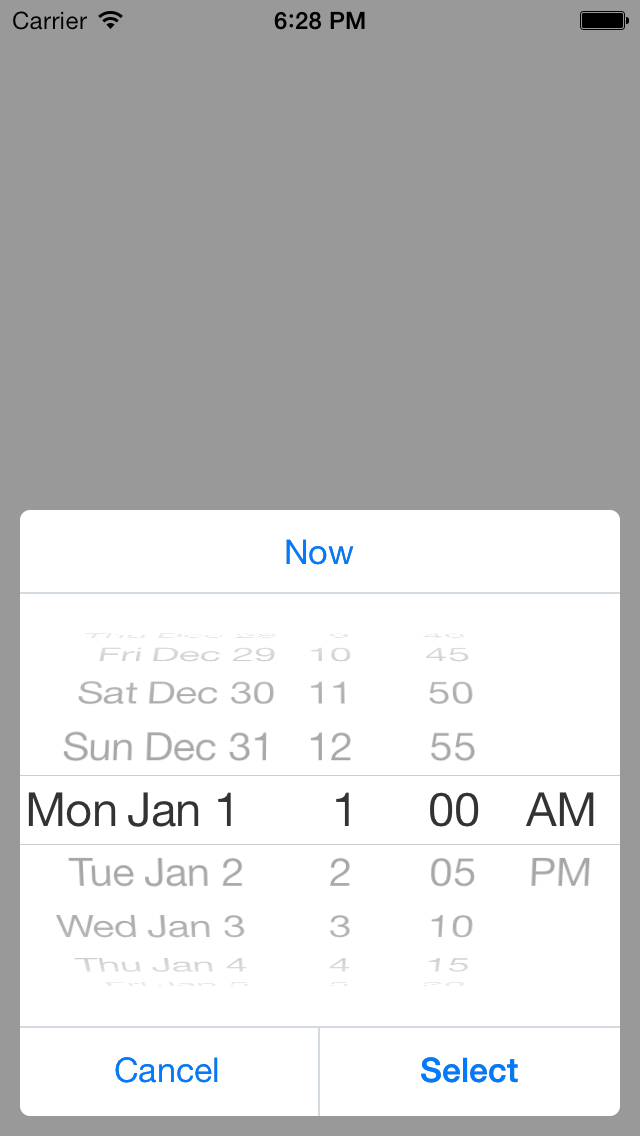 Carrier 6:28 PM
Now
Fri Dec 29 10 45
Sat Dec 30 11 50
Sun Dec 31 12 55
Mon Jan 1 1 00 AM
Tue Jan 2 2 05 PM
Wed Jan 3 3 10
Thu Jan 4 4 15
Cancel Select